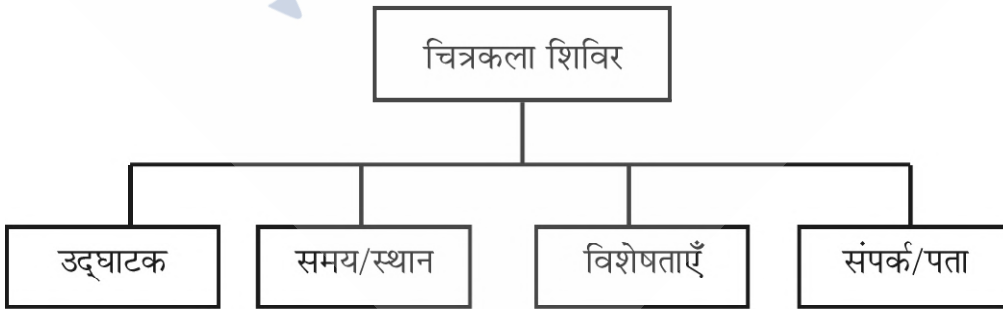 चित्रकला शिविर
उद्‌घाटक
समय/स्थान
विशेषताएँ
संपर्क/पता